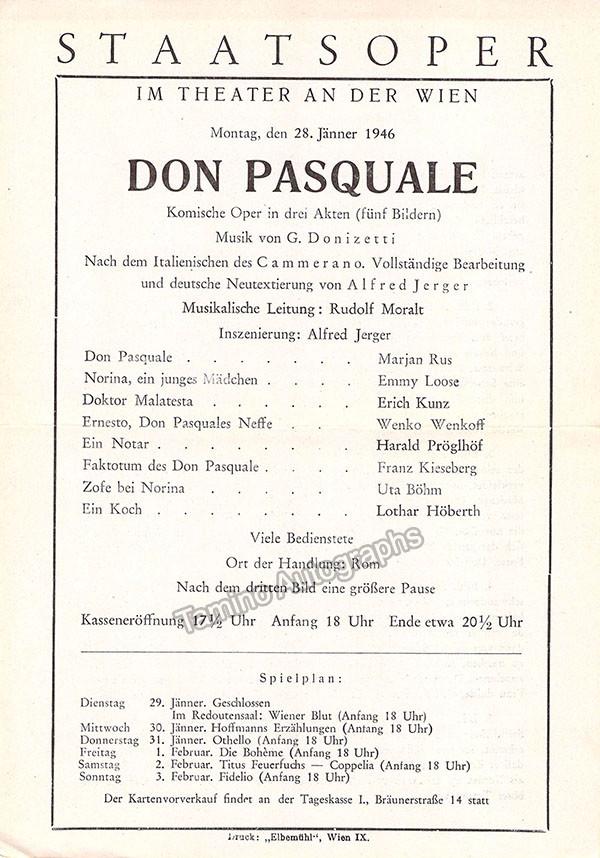 STAATSOPER
IM THEATER AN DER WIEN
Montag, den 28. Jänner 1946
DON PASQUALE
Komische Oper in drei Akten (fünf Bildern)
Musik von G. Donizetti
Nach dem Italienischen des Cammerano. Vollständige Bearbeitung
und deutsche Neutextierung von Alfred Jerger
Musikalische Leitung: Rudolf Moralt
Inszenierung: Alfred Jerger
Don Pasquale . . . . . . . Marjan Rus
Norina, ein junges Mädchen . . . . Emmy Loose
Doktor Malatesta . . . . . . Erich Kunz
Ernesto, Don Pasquales Neffe . . . Wenko Wenkoff
Ein Notar . . . . . . . . Harald Pröglhöf
Faktotum des Don Pasquale . . . . Franz Kieseberg
Zofe bei Norina . . . . . . Uta Böhm
Ein Koch . . . . . . . . Lothar Höberth
Viele Bedienstete
Ort der Handlung: Rom
Nach dem dritten Bild eine größere Pause
Tamino Autographs
Kasseneröffnung 17½ Uhr Anfang 18 Uhr Ende etwa 20½ Uhr
Spielplan:
Dienstag 29. Jänner. Geschlossen
Im Redoutensaal: Wiener Blut (Anfang 18 Uhr)
Mittwoch 30. Jänner. Hoffmanns Erzählungen (Anfang 18 Uhr)
Donnerstag 31. Jänner. Othello (Anfang 18 Uhr)
Freitag 1. Februar. Die Bohème (Anfang 18 Uhr)
Samstag 2. Februar. Titus Feuerfuchs — Coppelia (Anfang 18 Uhr)
Sonntag 3. Februar. Fidelio (Anfang 18 Uhr)
Der Kartenvorverkauf findet an der Tageskasse I., Bräunerstraße 14 statt
Druck: „Elbemühl“, Wien IX.